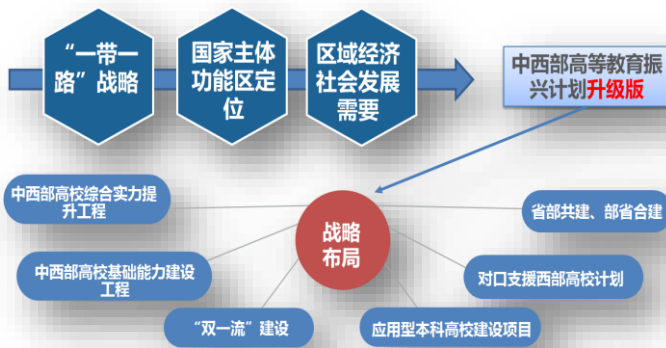 “一带一
路”战略
国家主体
功能区定
位
区域经济
社会发展
需要
中西部高等教育振
兴计划升级版
中西部高校综合实力提
升工程
中西部高校基础能力建设
工程
“双一流”建设
战略
布局
应用型本科高校建设项目
对口支援西部高校计划
省部共建、部省合建